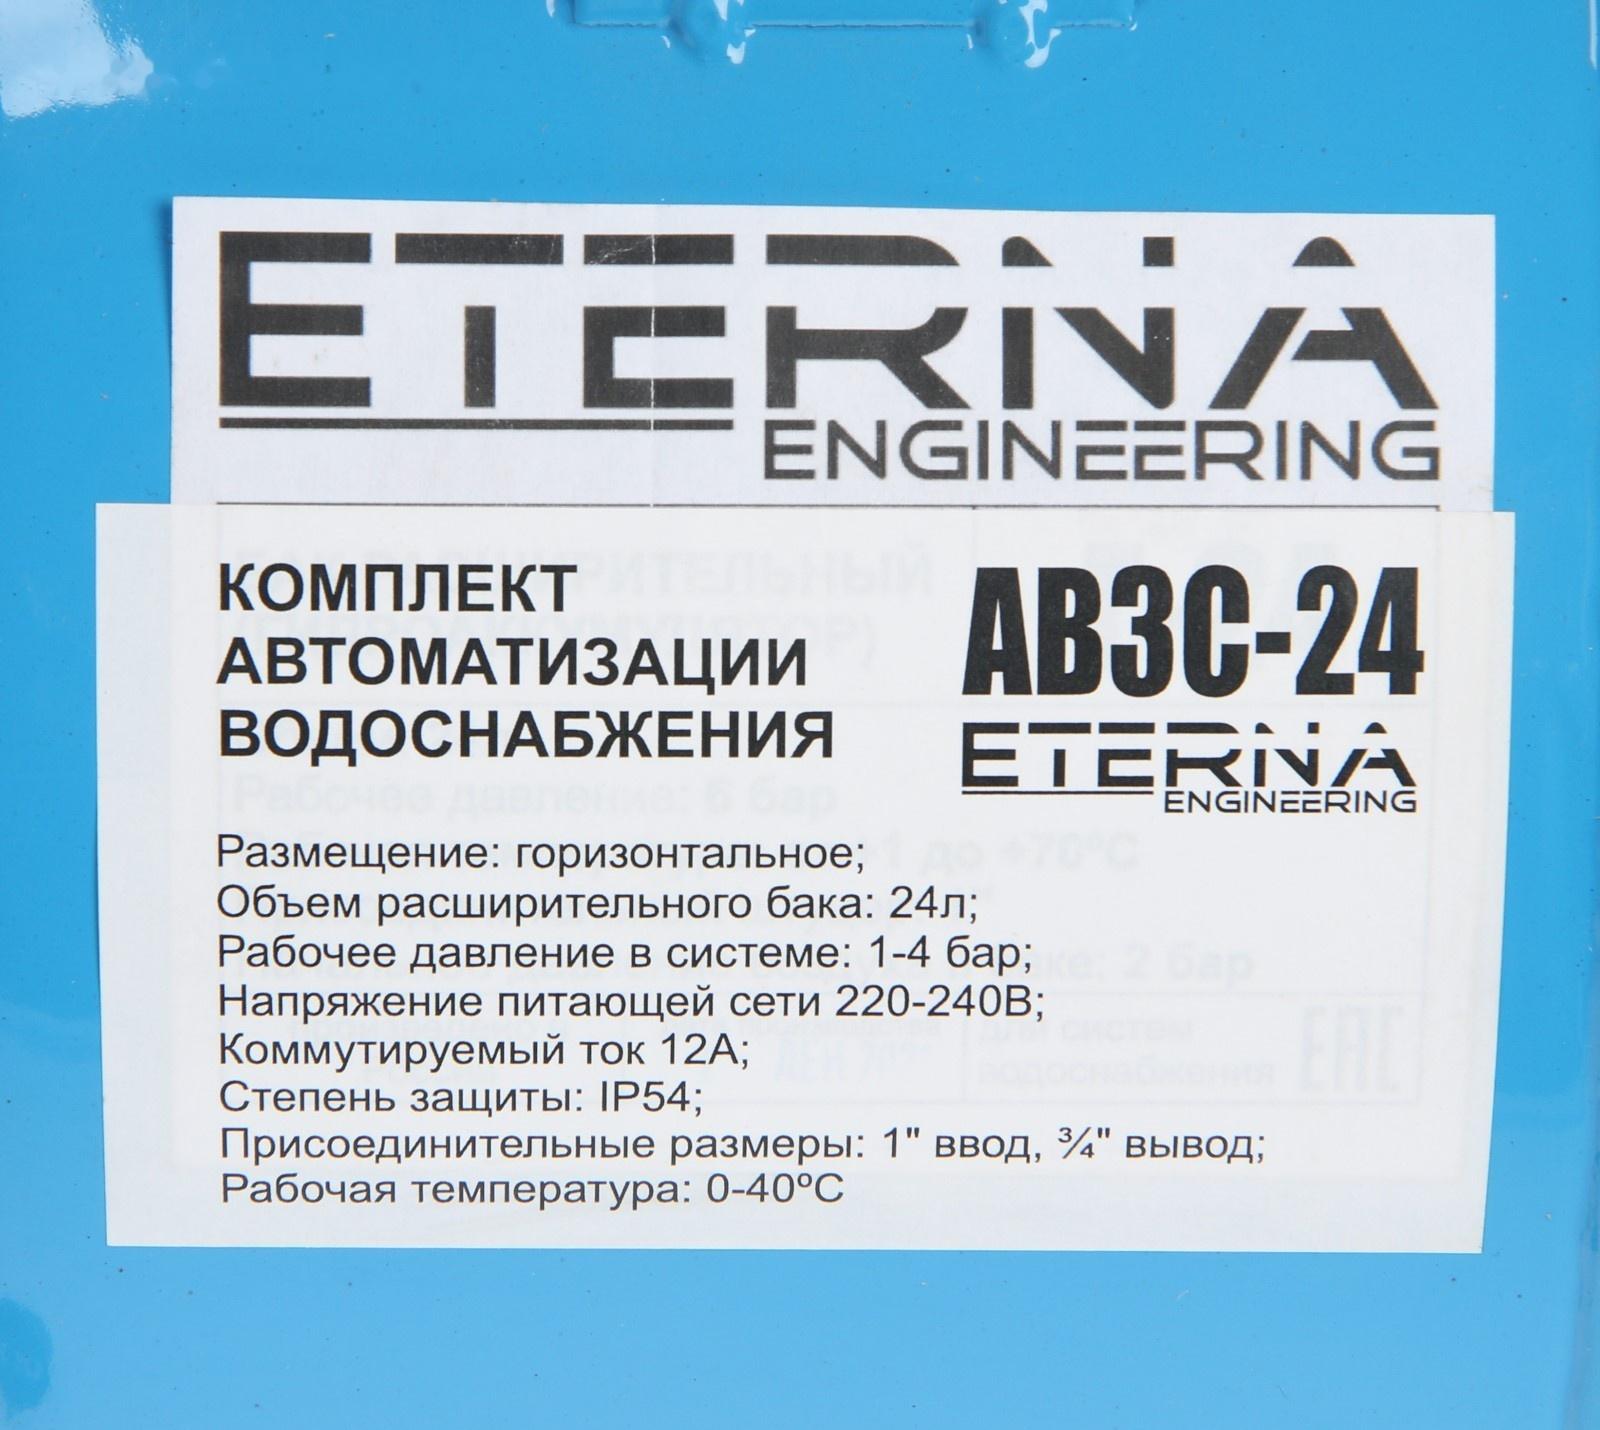 ETERNA
ENGINEERING
КОМПЛЕКТ
АВТОМАТИЗАЦИИ
ВОДОСНАБЖЕНИЯ
АВЗС-24
ETERNA
ENGINEERING
Размещение: горизонтальное;
Объем расширительного бака: 24л;
Рабочее давление в системе: 1-4 бар;
Напряжение питающей сети 220-240В;
Коммутируемый ток 12А;
Степень защиты: IP54;
Присоединительные размеры: 1" ввод, ¾" вывод;
Рабочая температура: 0-40ºС